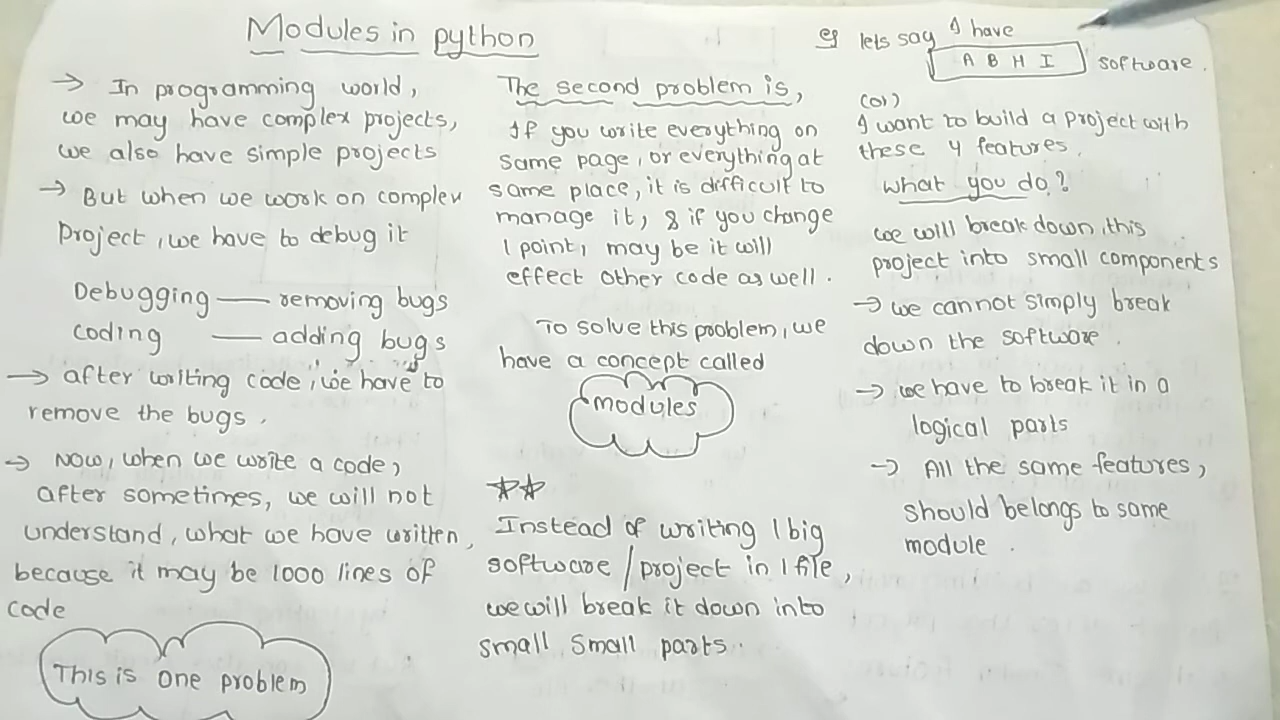 Modules in python
→ In programming world,
we may have complex projects,
we also have simple projects
→ But when we work on complex
project, we have to debug it
Debugging — removing bugs
coding — adding bugs
→ after writing code, we have to
remove the bugs.
→ Now, when we write a code,
after sometimes, we will not
understand, what we have written,
because it may be 1000 lines of
code
This is one problem
The second problem is,
If you write everything on
same page, or everything at
same place, it is difficult to
manage it, & if you change
1 point, may be it will
effect other code as well.
To solve this problem, we
have a concept called
modules
☆☆
Instead of writing 1 big
software / project in 1 file,
we will break it down into
small small parts.
eg lets say I have
A B H I software.
(or)
I want to build a project with
these 4 features.
what you do?
we will break down, this
project into small components
→ we cannot simply break
down the software.
→ we have to break it in a
logical parts
→ All the same features,
should belongs to same
module.